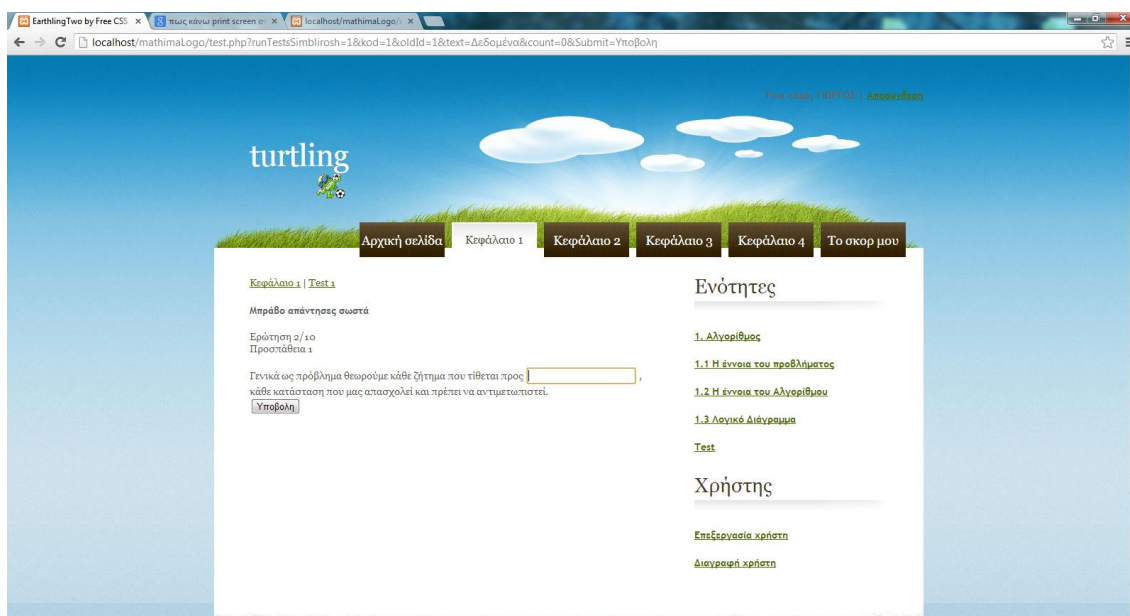 EarthlingTwo by Free CSS
πως κάνω print screen σ
localhost/mathimaLogo/
localhost/mathimaLogo/test.php?runTestsSimblirosh=1&kod=1&oldId=1&text=Δεδομένα&count=0&Submit=Υποβολη
ΓΙΩΡΓΟΣ | Αποσύνδεση
turtling
Αρχική σελίδα Κεφάλαιο 1 Κεφάλαιο 2 Κεφάλαιο 3 Κεφάλαιο 4 Το σκορ μου
Κεφάλαιο 1 | Test 1
Μπράβο απάντησες σωστά
Ερώτηση 2/10
Προσπάθεια 1
Γενικά ως πρόβλημα θεωρούμε κάθε ζήτημα που τίθεται προς ,
κάθε κατάσταση που μας απασχολεί και πρέπει να αντιμετωπιστεί.
Υποβολη
Ενότητες
1. Αλγορίθμος
1.1 Η έννοια του προβλήματος
1.2 Η έννοια του Αλγορίθμου
1.3 Λογικό Διάγραμμα
Test
Χρήστης
Επεξεργασία χρήστη
Διαγραφή χρήστη